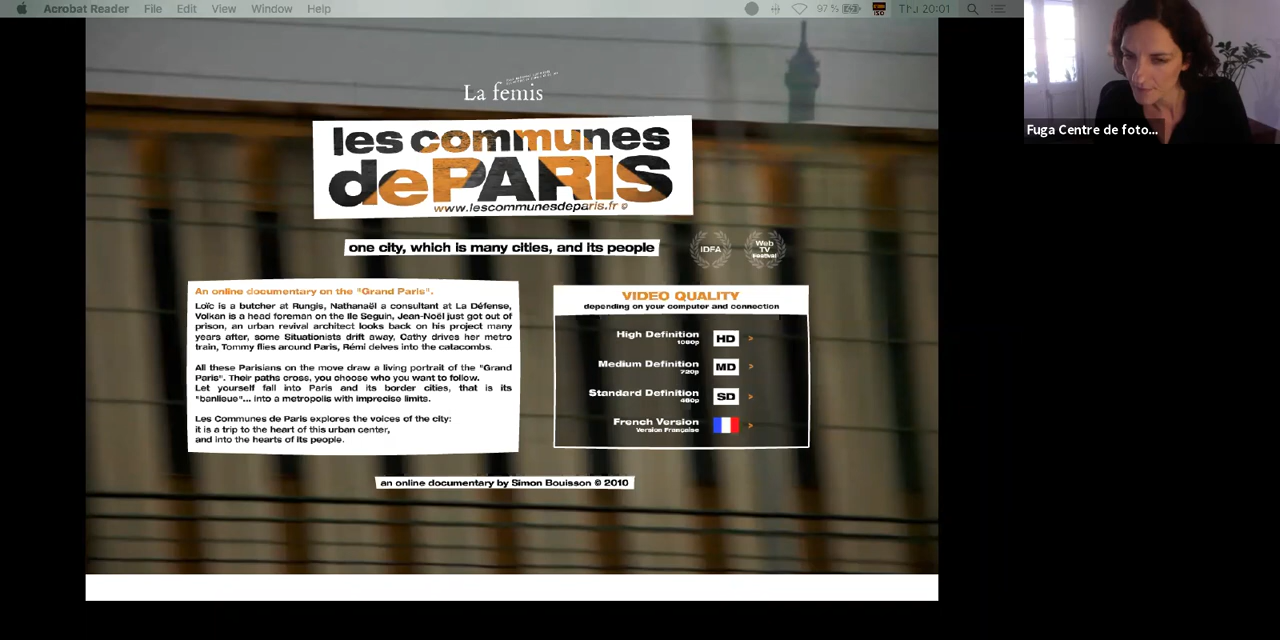 Acrobat Reader File Edit View Window Help 97 % Thu 20:01
Fuga Centre de foto...
La fémis
les communes
de PARIS
www.lescommunesdeparis.fr ©
one city, which is many cities, and its people
IDFA
Web
TV
Festival
An online documentary on the "Grand Paris".
Loïc is a butcher at Rungis, Nathanaël a consultant at La Défense,
Volkan is a head foreman on the Ile Seguin, Jean-Noël just got out of
prison, an urban revival architect looks back on his project many
years after, some Situationists drift away, Cathy drives her metro
train, Tommy flies around Paris, Rémi delves into the catacombs.
All these Parisians on the move draw a living portrait of the "Grand
Paris". Their paths cross, you choose who you want to follow.
Let yourself fall into Paris and its border cities, that is its
"banlieue"... into a metropolis with imprecise limits.
Les Communes de Paris explores the voices of the city:
it is a trip to the heart of this urban center,
and into the hearts of its people.
VIDEO QUALITY
depending on your computer and connection
High Definition HD >
1080p
Medium Definition MD >
720p
Standard Definition SD >
480p
French Version >
Version Française
an online documentary by Simon Bouisson © 2010